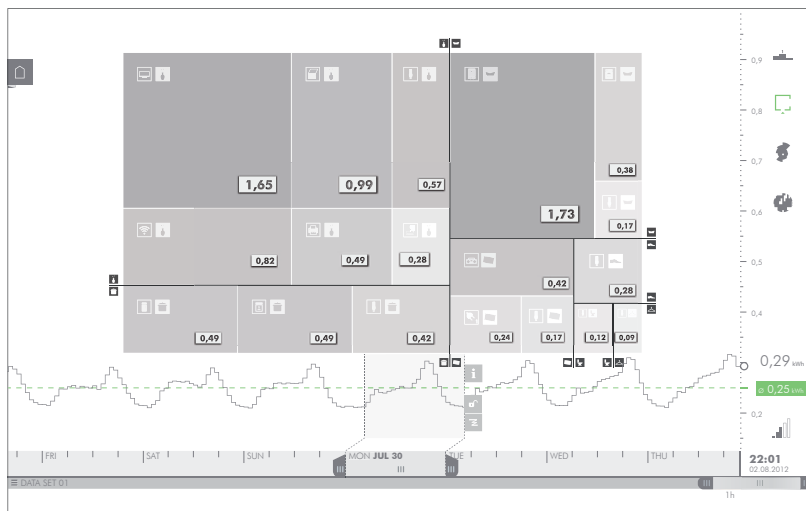 0,9
0,8
0,7
0,6
0,5
0,4
0,2
1,65
0,99
0,57
1,73
0,38
0,17
0,82
0,49
0,28
0,42
0,28
0,49
0,49
0,42
0,24
0,17
0,12
0,09
0,29 kWh
ø 0,25 kWh
i
FRI
SAT
SUN
MON JUL 30
TUE
WED
THU
22:01
02.08.2012
DATA SET 01
1h